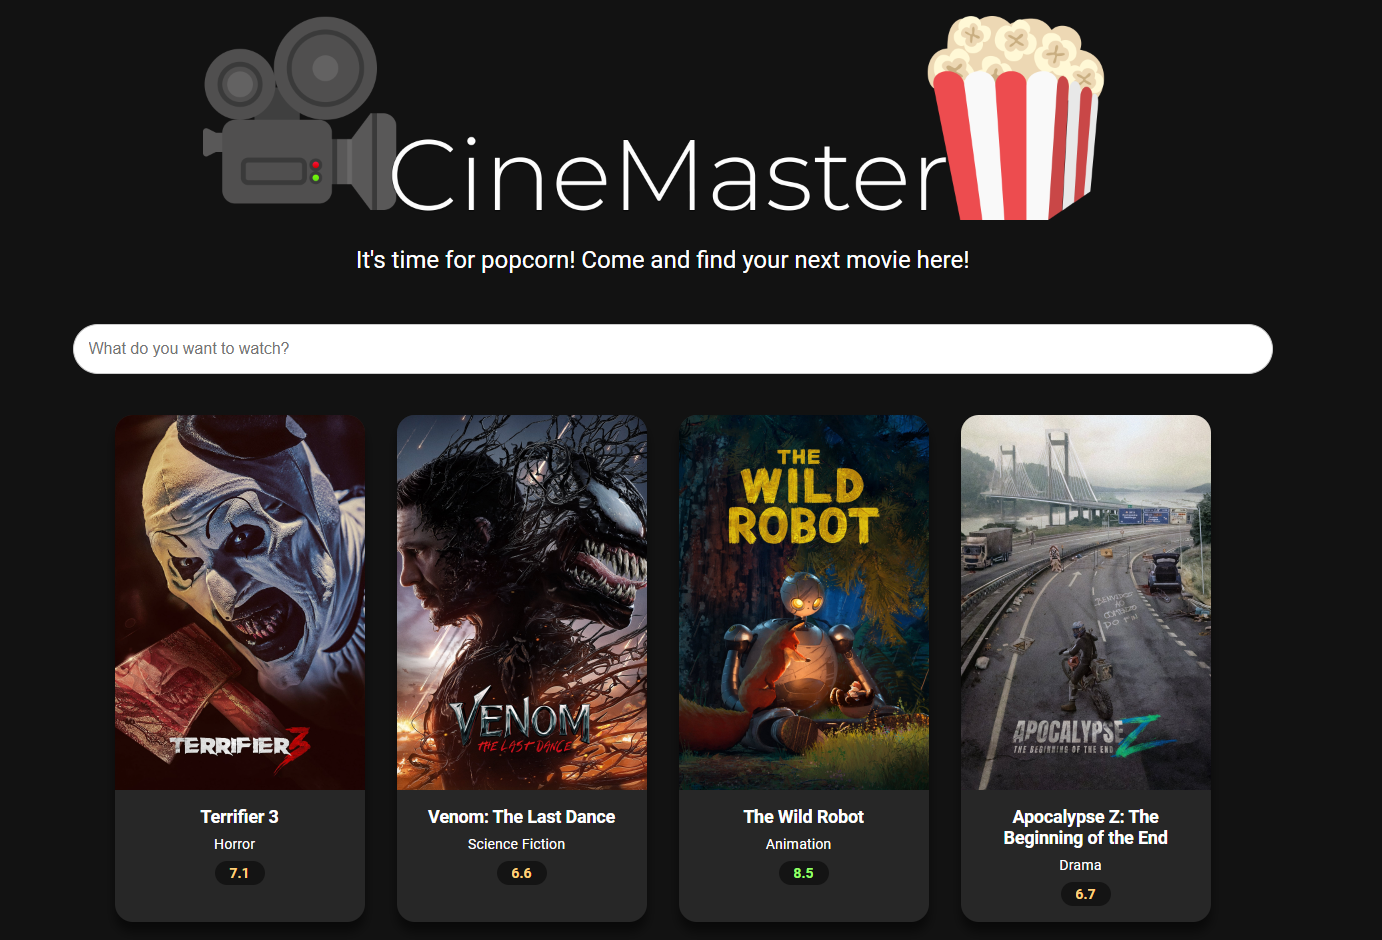 CineMaster
It's time for popcorn! Come and find your next movie here!
What do you want to watch?
TERRIFIER 3
VENOM
THE LAST DANCE
THE
WILD
ROBOT
APOCALYPSE Z
THE BEGINNING OF THE END
Terrifier 3
Horror
7.1
Venom: The Last Dance
Science Fiction
6.6
The Wild Robot
Animation
8.5
Apocalypse Z: The
Beginning of the End
Drama
6.7